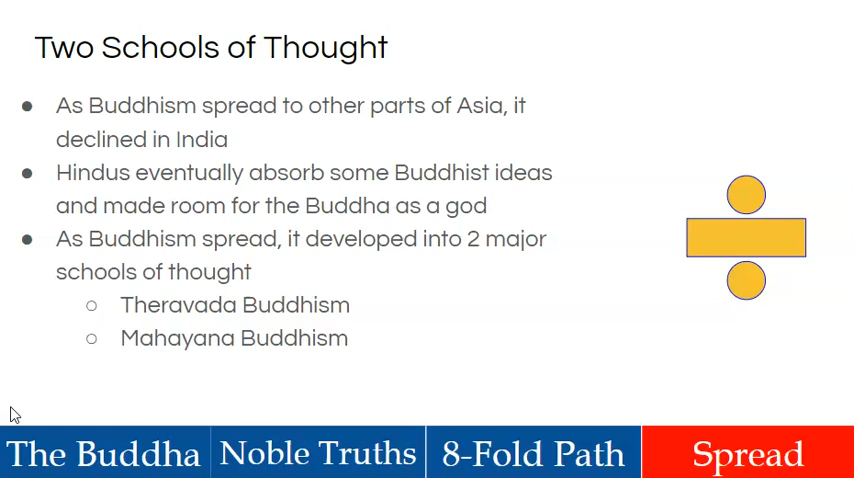 Two Schools of Thought
● As Buddhism spread to other parts of Asia, it
declined in India
● Hindus eventually absorb some Buddhist ideas
and made room for the Buddha as a god
● As Buddhism spread, it developed into 2 major
schools of thought
○ Theravada Buddhism
○ Mahayana Buddhism
The Buddha
Noble Truths
8-Fold Path
Spread